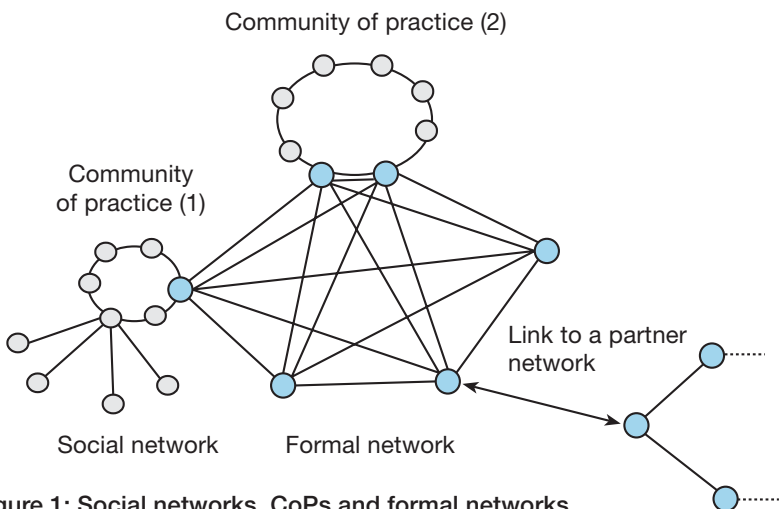 Community of practice (2)
Community
of practice (1)
Link to a partner
network
Social network
Formal network
gure 1: Social networks, CoPs and formal networks